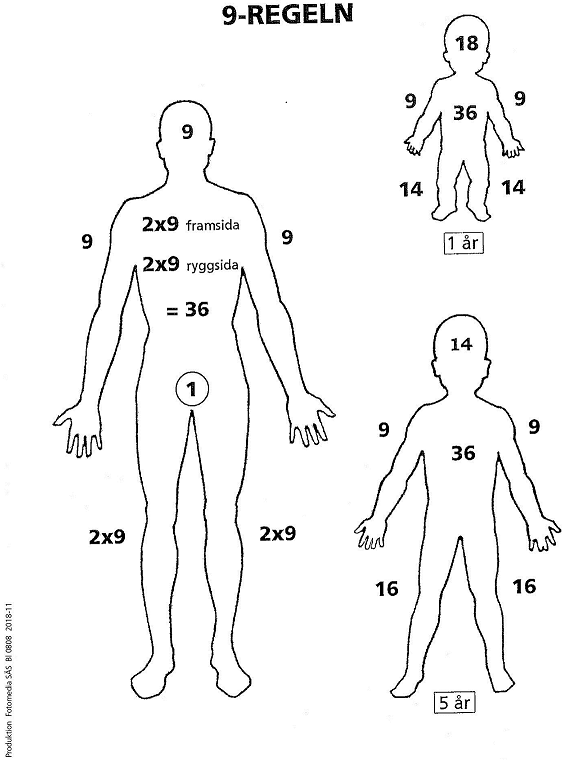 9-REGELN
9
9
2x9 framsida
9
2x9 ryggsida
= 36
1
2x9
2x9
18
9
9
36
14
14
1 år
14
9
9
36
16
16
5 år
Produktion Fotomedia SÄS BI 0808 2018-11